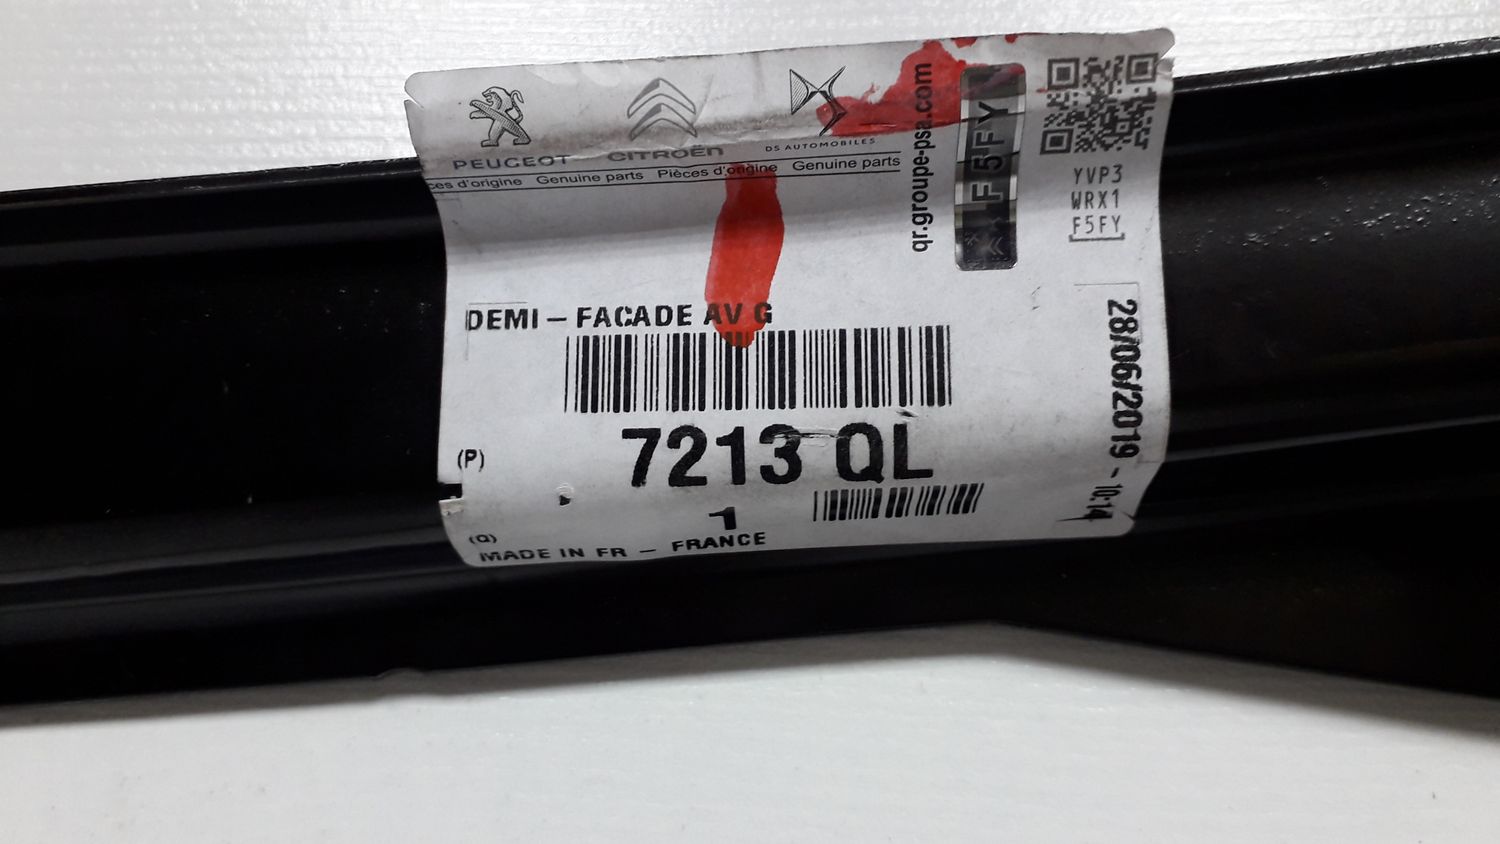 PEUGEOT CITROËN DS AUTOMOBILES
ces d'origine Genuine parts Pièces d'origine Genuine parts
qr.groupe-psa.com
F5FY
YVP3
WRX1
F5FY
DEMI – FACADE AV G
28/06/2019 - 10:14
(P) 7213 QL
(Q) 1
MADE IN FR – FRANCE